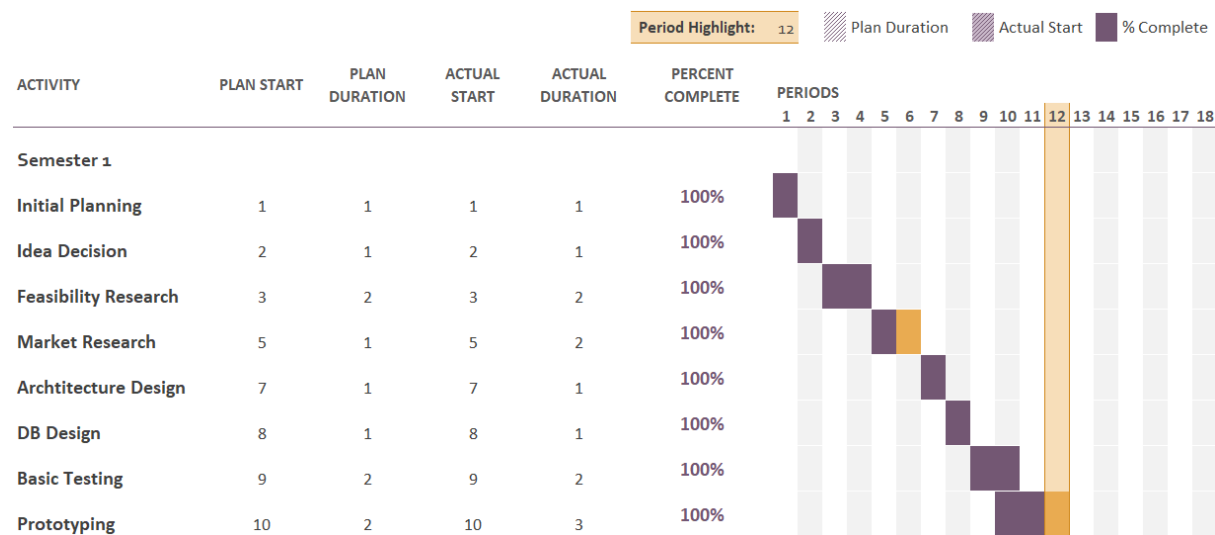 Period Highlight: 12 Plan Duration Actual Start % Complete
ACTIVITY PLAN START PLAN DURATION ACTUAL START ACTUAL DURATION PERCENT COMPLETE PERIODS
1 2 3 4 5 6 7 8 9 10 11 12 13 14 15 16 17 18
Semester 1
Initial Planning 1 1 1 1 100%
Idea Decision 2 1 2 1 100%
Feasibility Research 3 2 3 2 100%
Market Research 5 1 5 2 100%
Archtitecture Design 7 1 7 1 100%
DB Design 8 1 8 1 100%
Basic Testing 9 2 9 2 100%
Prototyping 10 2 10 3 100%